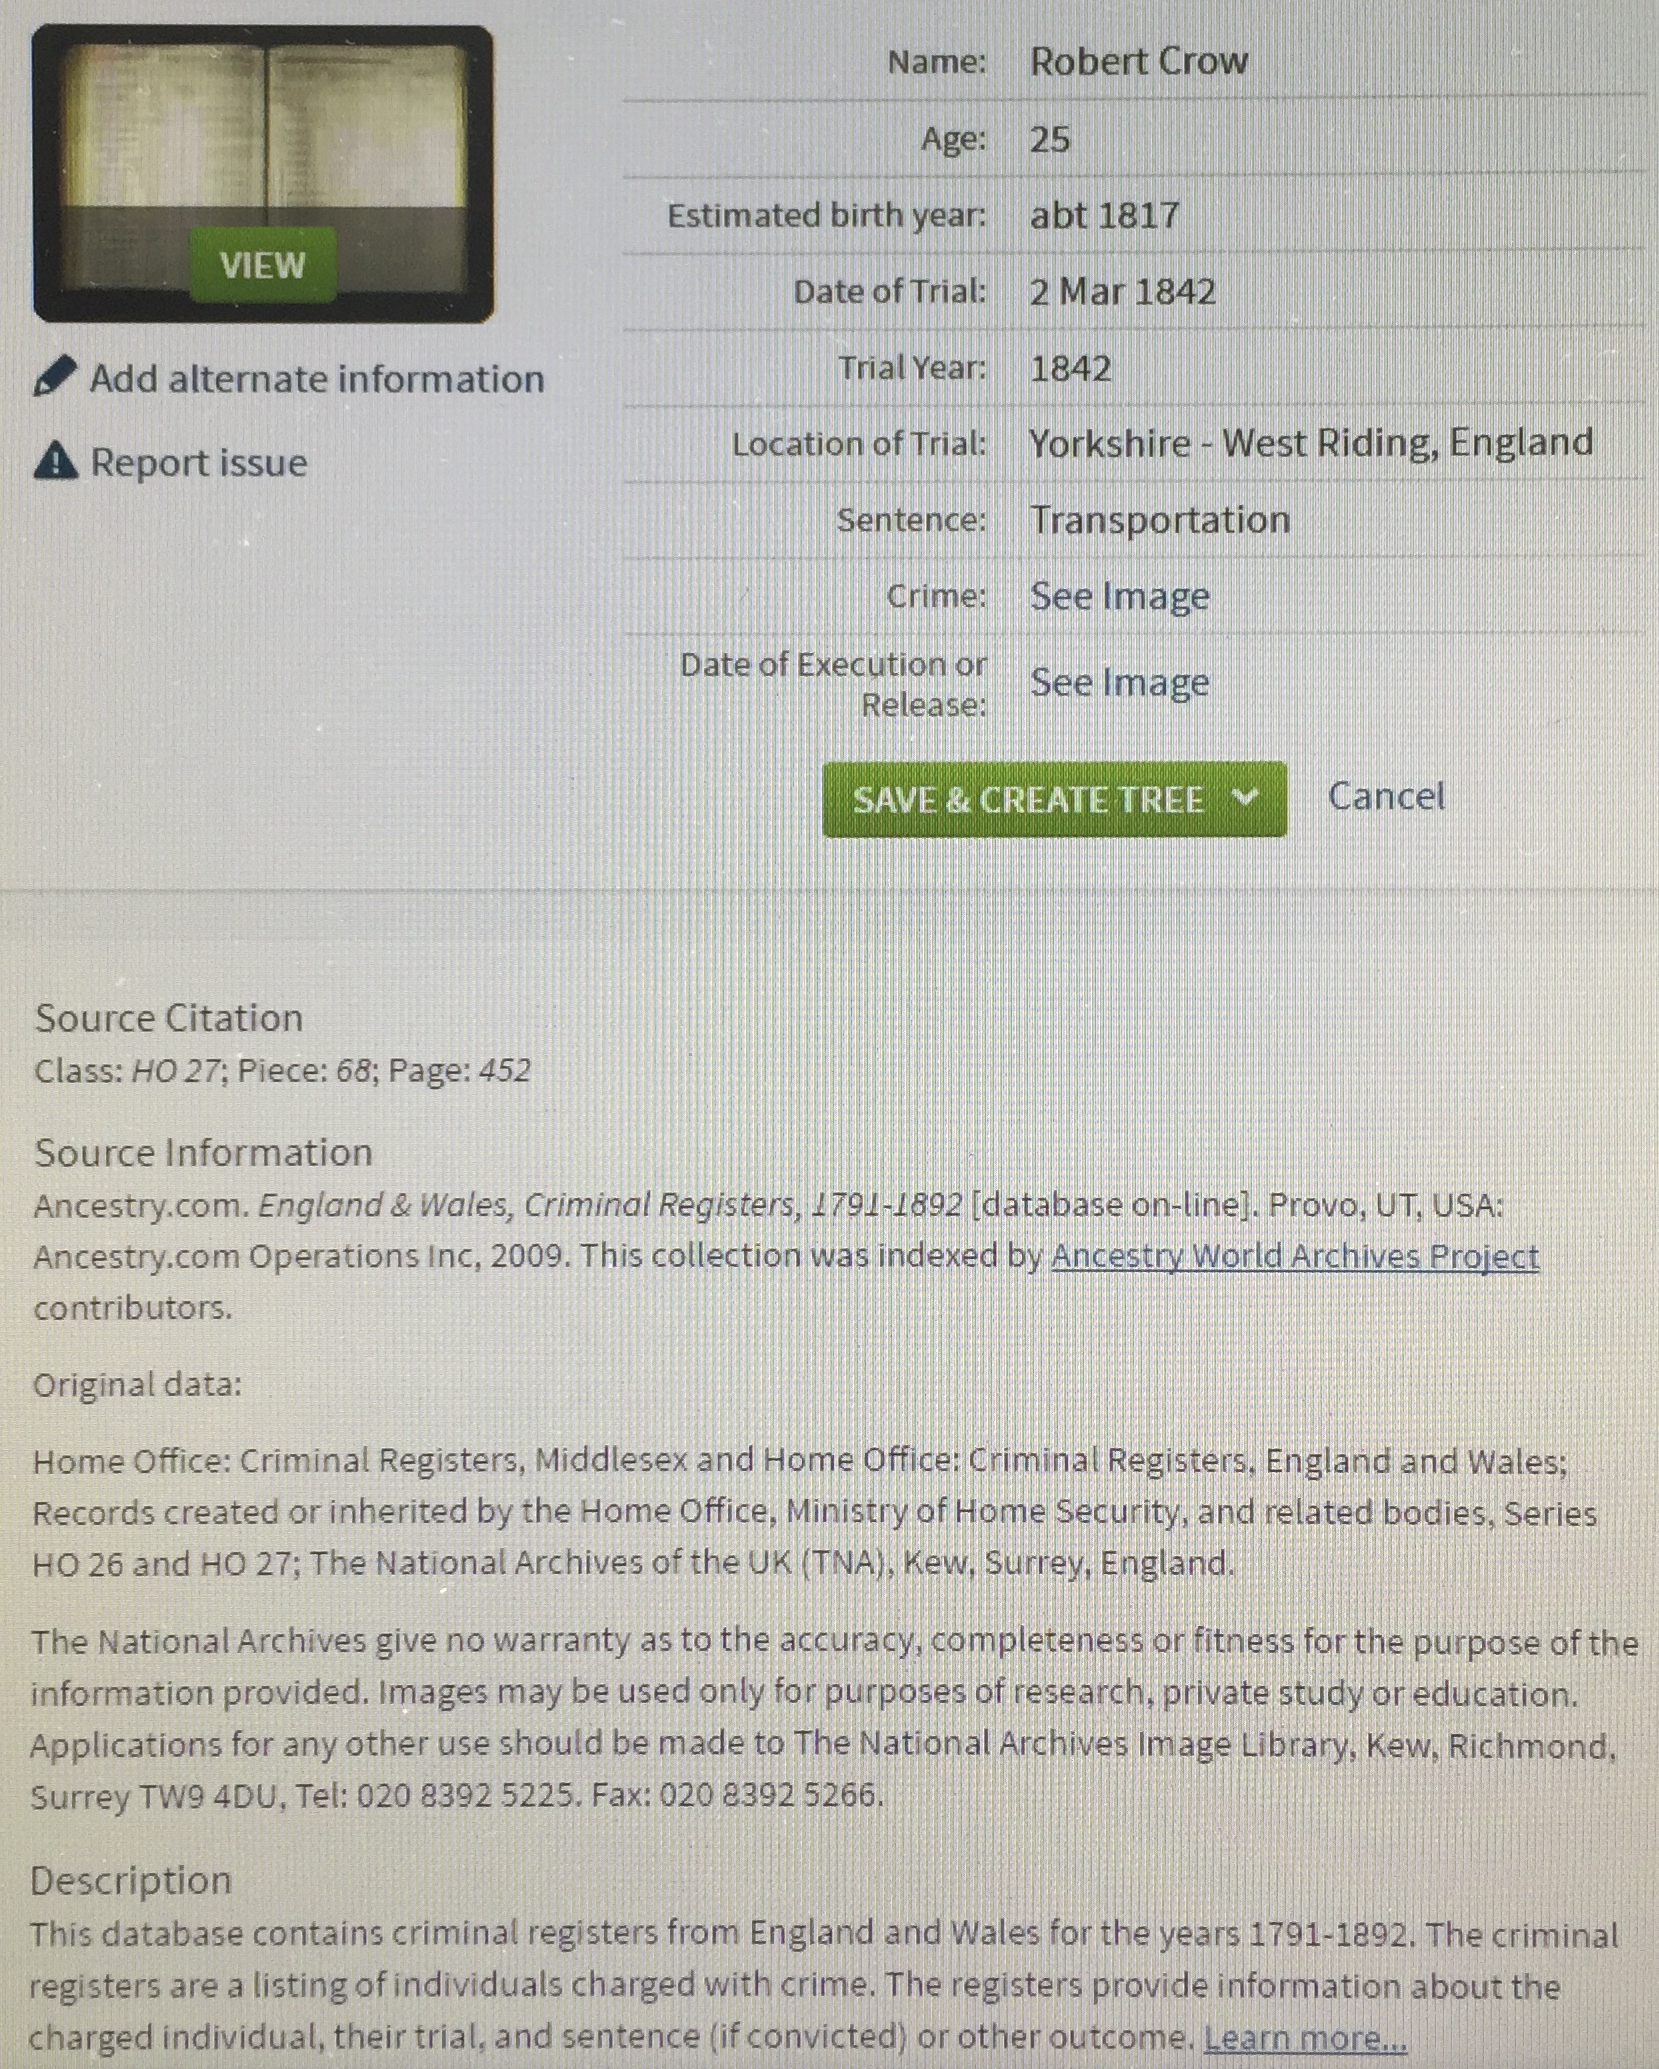 Name: Robert Crow
Age: 25
Estimated birth year: abt 1817
Date of Trial: 2 Mar 1842
Trial Year: 1842
Location of Trial: Yorkshire - West Riding, England
Sentence: Transportation
Crime: See Image
Date of Execution or
Release: See Image
VIEW
Add alternate information
Report issue
SAVE & CREATE TREE Cancel
Source Citation
Class: HO 27; Piece: 68; Page: 452
Source Information
Ancestry.com. England & Wales, Criminal Registers, 1791-1892 [database on-line]. Provo, UT, USA:
Ancestry.com Operations Inc, 2009. This collection was indexed by Ancestry World Archives Project
contributors.
Original data:
Home Office: Criminal Registers, Middlesex and Home Office: Criminal Registers, England and Wales;
Records created or inherited by the Home Office, Ministry of Home Security, and related bodies, Series
HO 26 and HO 27; The National Archives of the UK (TNA), Kew, Surrey, England.
The National Archives give no warranty as to the accuracy, completeness or fitness for the purpose of the
information provided. Images may be used only for purposes of research, private study or education.
Applications for any other use should be made to The National Archives Image Library, Kew, Richmond,
Surrey TW9 4DU, Tel: 020 8392 5225. Fax: 020 8392 5266.
Description
This database contains criminal registers from England and Wales for the years 1791-1892. The criminal
registers are a listing of individuals charged with crime. The registers provide information about the
charged individual, their trial, and sentence (if convicted) or other outcome. Learn more...